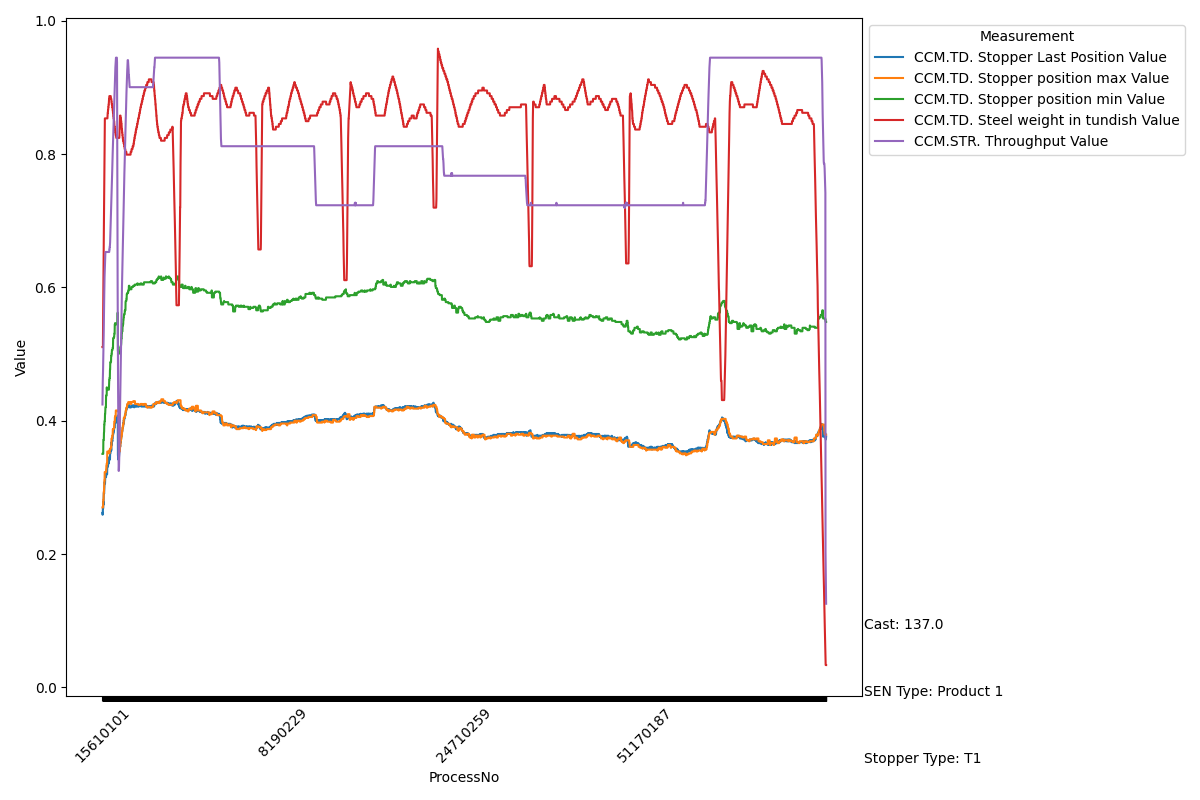 Measurement
CCM.TD. Stopper Last Position Value
CCM.TD. Stopper position max Value
CCM.TD. Stopper position min Value
CCM.TD. Steel weight in tundish Value
CCM.STR. Throughput Value
1.0
0.8
0.6
0.4
0.2
0.0
Value
Cast: 137.0
SEN Type: Product 1
Stopper Type: T1
15610101
8190229
24710259
51170187
ProcessNo